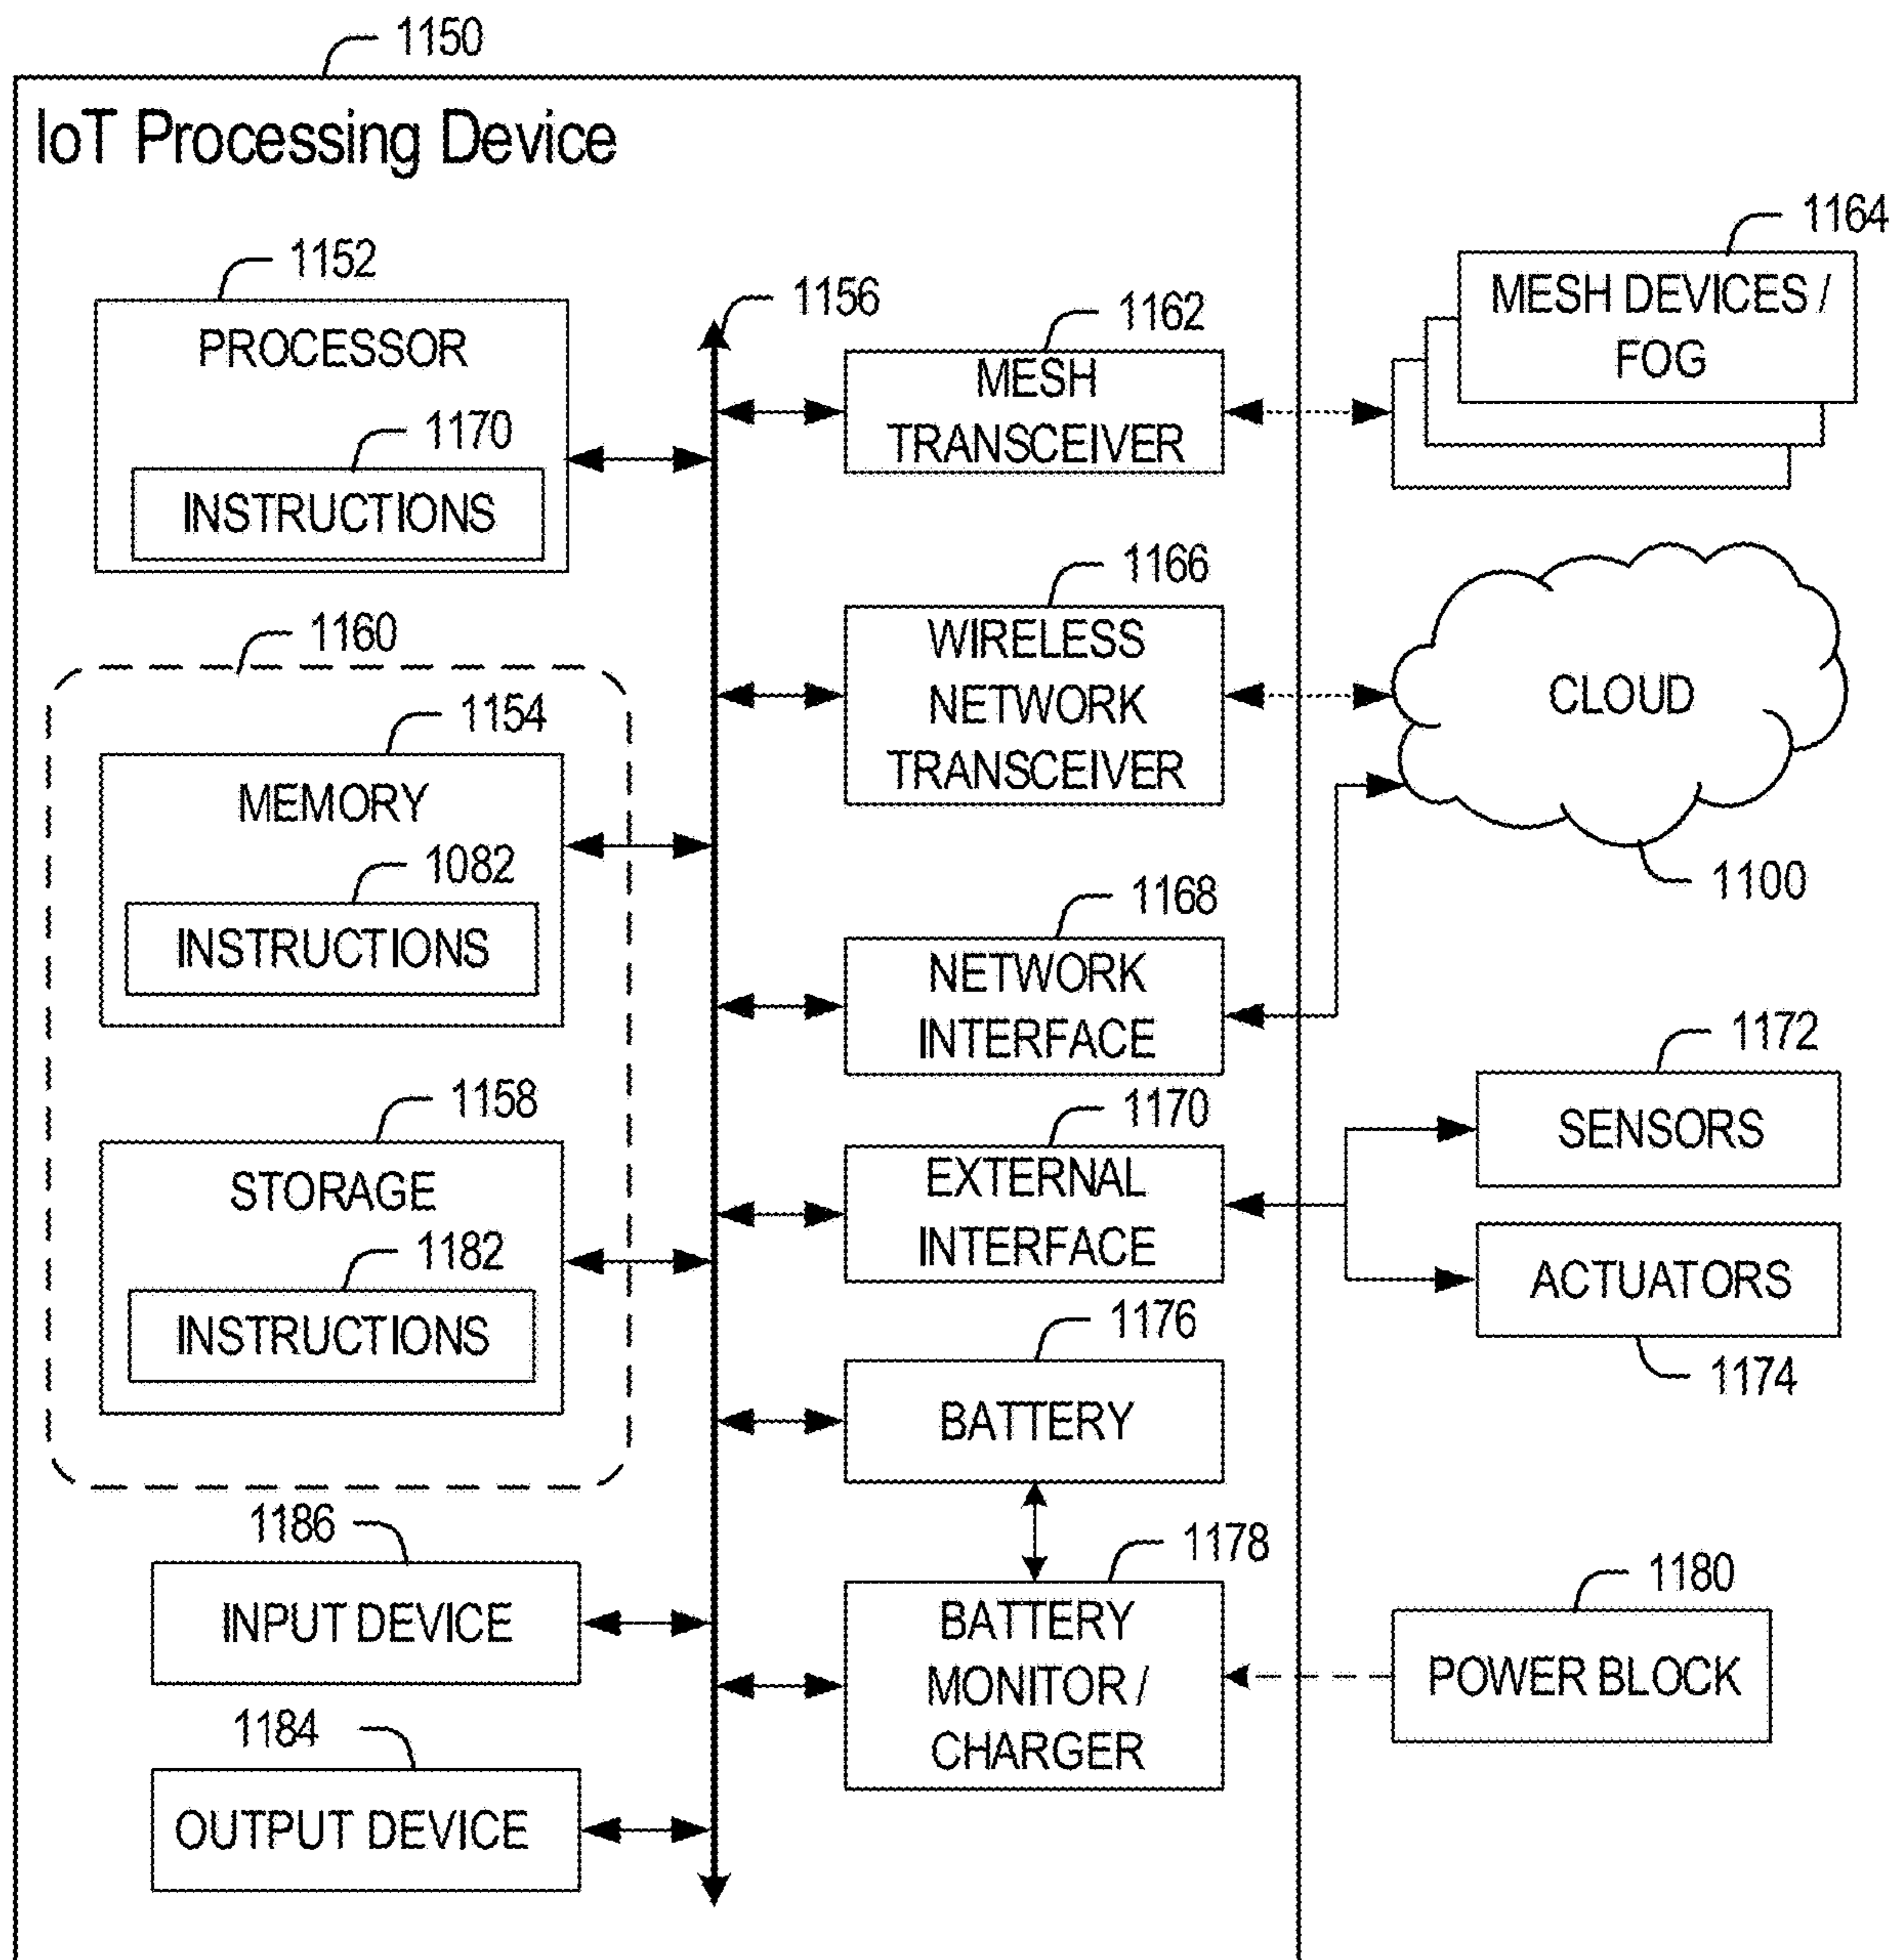 1150
IoT Processing Device
1152
PROCESSOR
1170
INSTRUCTIONS
1160
1154
MEMORY
1082
INSTRUCTIONS
1158
STORAGE
1182
INSTRUCTIONS
1186
INPUT DEVICE
1184
OUTPUT DEVICE
1156
1162
MESH
TRANSCEIVER
1166
WIRELESS
NETWORK
TRANSCEIVER
1168
NETWORK
INTERFACE
1170
EXTERNAL
INTERFACE
1176
BATTERY
1178
BATTERY
MONITOR /
CHARGER
1164
MESH DEVICES /
FOG
CLOUD
1100
1172
SENSORS
ACTUATORS
1174
1180
POWER BLOCK